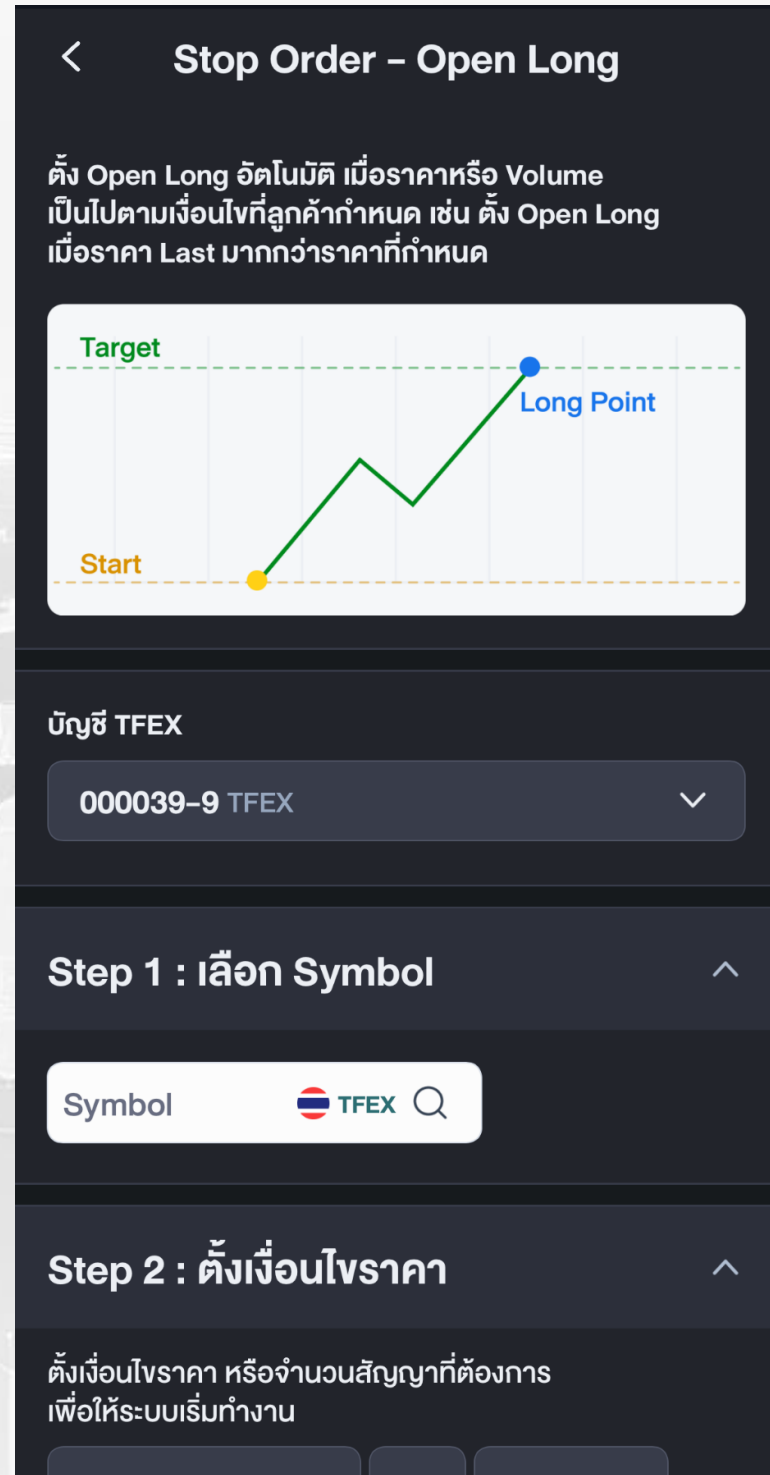 Stop Order – Open Long
ตั้ง Open Long อัตโนมัติ เมื่อราคาหรือ Volume
เป็นไปตามเงื่อนไขที่ลูกค้ากำหนด เช่น ตั้ง Open Long
เมื่อราคา Last มากกว่าราคาที่กำหนด
Target
Long Point
Start
บัญชี TFEX
000039–9 TFEX
Step 1 : เลือก Symbol
Symbol TFEX
Step 2 : ตั้งเงื่อนไขราคา
ตั้งเงื่อนไขราคา หรือจำนวนสัญญาที่ต้องการ
เพื่อให้ระบบเริ่มทำงาน